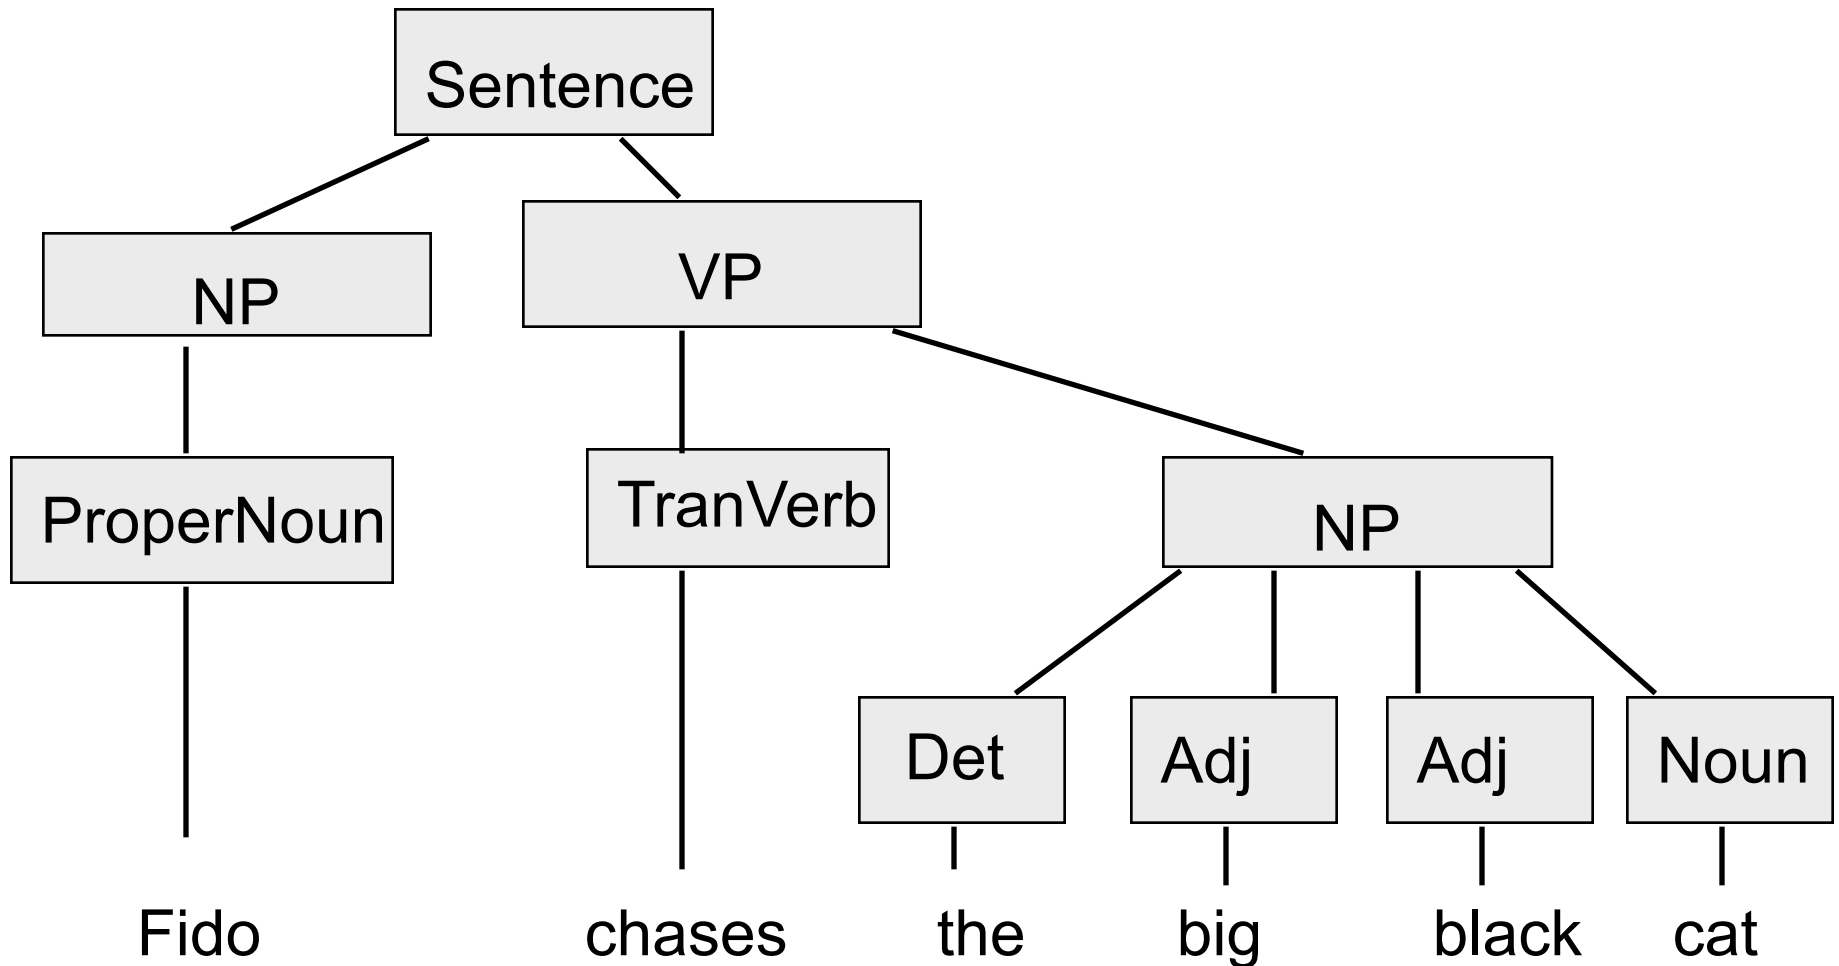 Sentence
NP
VP
ProperNoun
TranVerb
NP
Det
Adj
Adj
Noun
Fido chases the big black cat